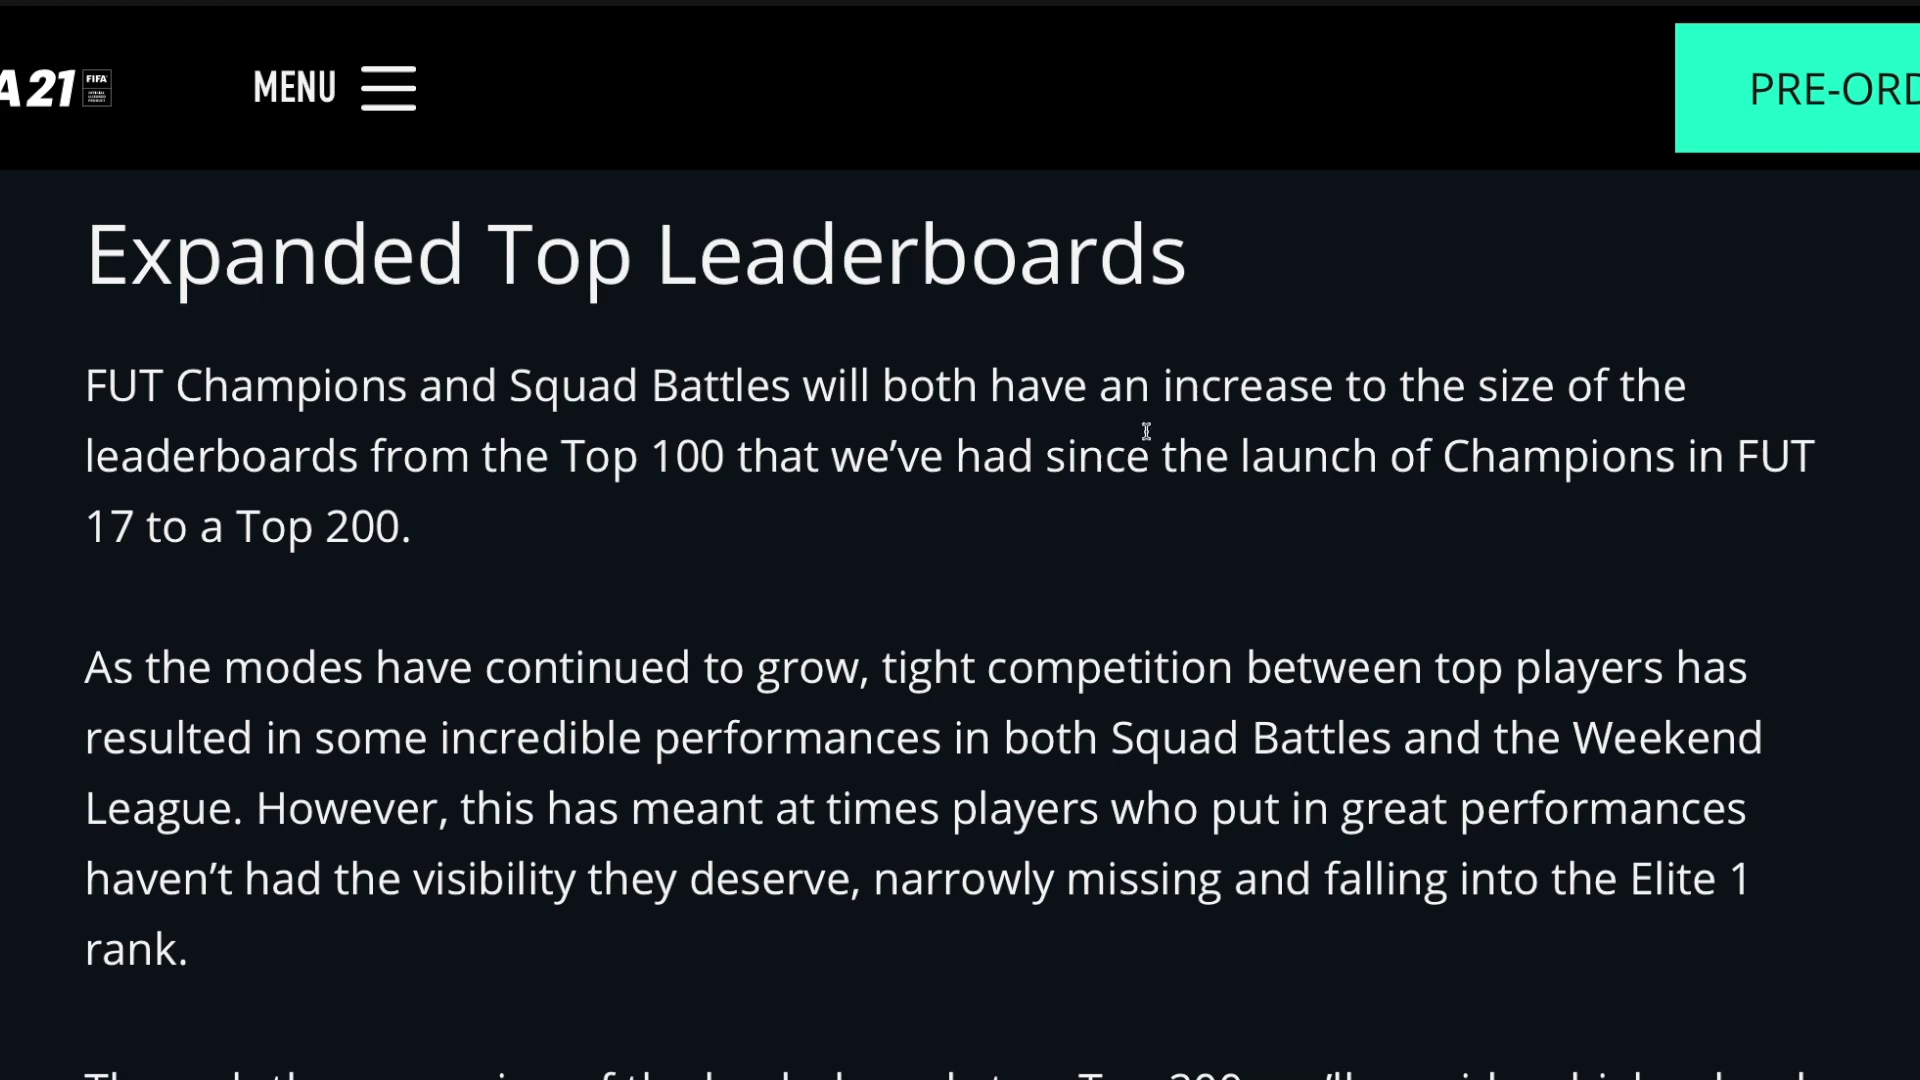 A 21 FIFA
MENU
PRE-ORD
Expanded Top Leaderboards
FUT Champions and Squad Battles will both have an increase to the size of the
leaderboards from the Top 100 that we’ve had since the launch of Champions in FUT
17 to a Top 200.
As the modes have continued to grow, tight competition between top players has
resulted in some incredible performances in both Squad Battles and the Weekend
League. However, this has meant at times players who put in great performances
haven’t had the visibility they deserve, narrowly missing and falling into the Elite 1
rank.